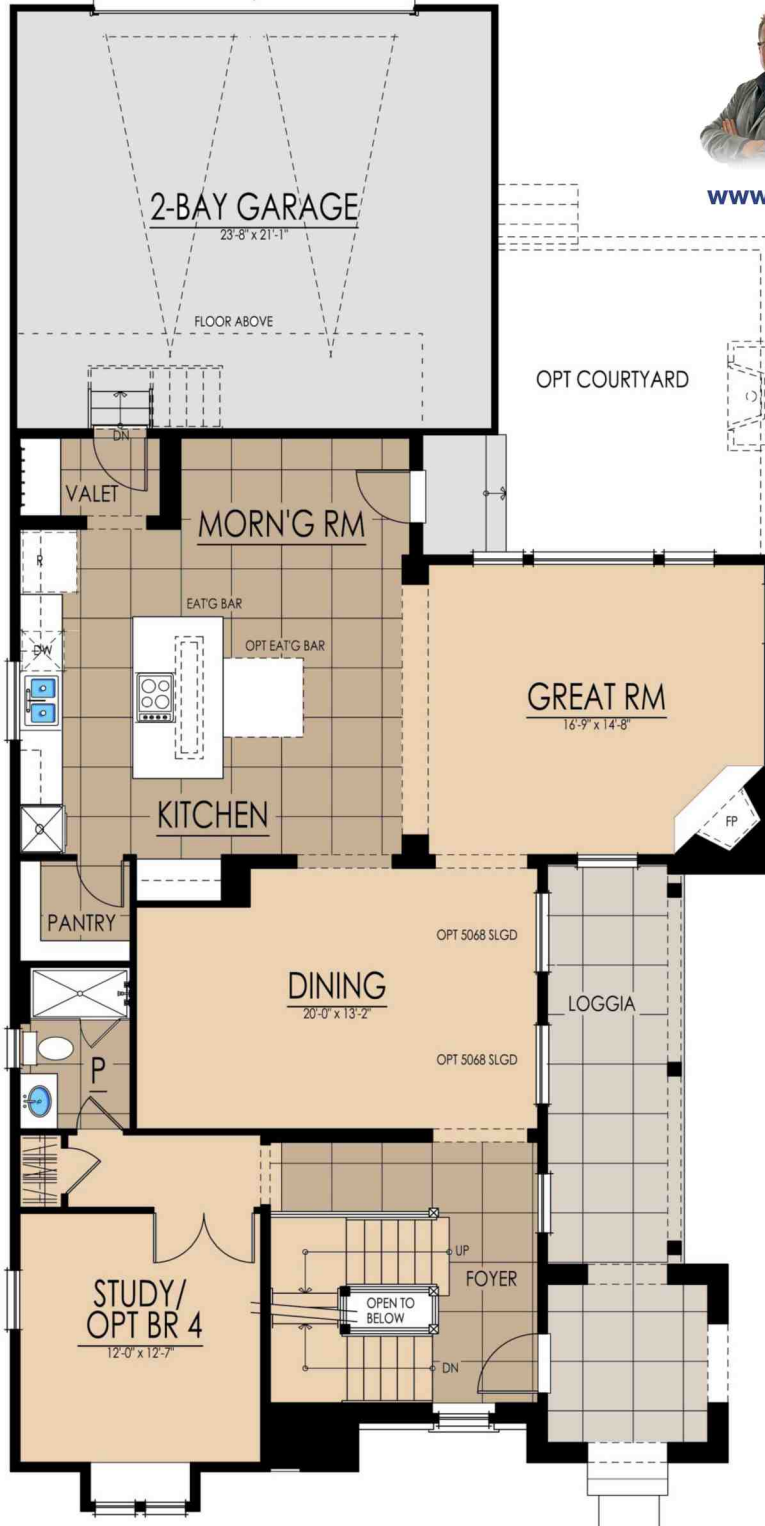 2-BAY GARAGE
23'-8" x 21'-1"
www
FLOOR ABOVE
OPT COURTYARD
DN
VALET
MORN'G RM
R
EAT'G BAR
DW
OPT EAT'G BAR
GREAT RM
16'-9" x 14'-8"
KITCHEN
FP
PANTRY
OPT 5068 SLGD
DINING
20'-0" x 13'-2"
LOGGIA
OPT 5068 SLGD
P
UP
FOYER
STUDY/
OPT BR 4
12'-0" x 12'-7"
OPEN TO
BELOW
DN